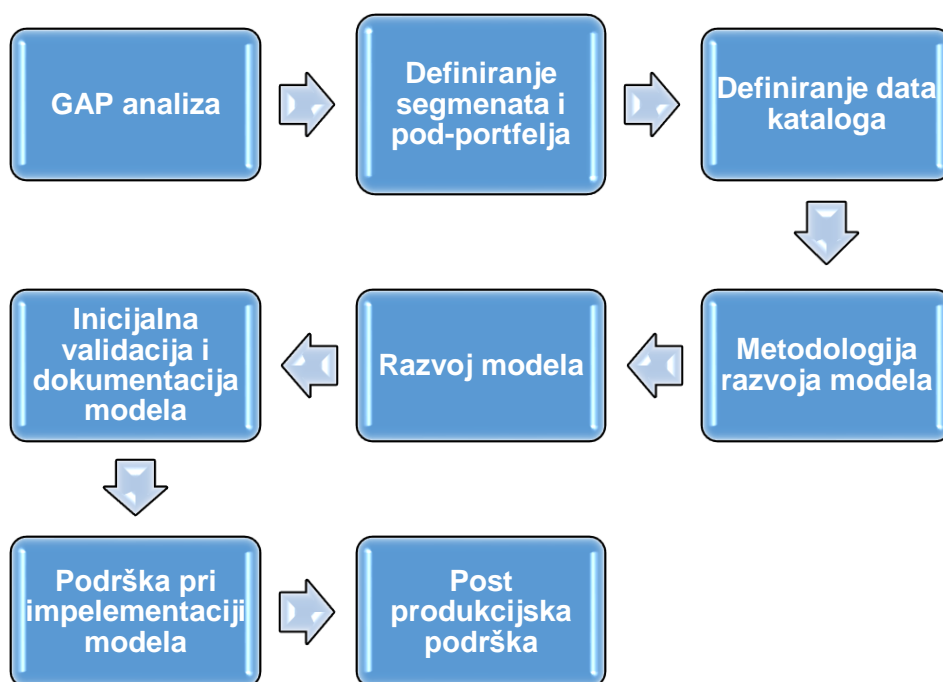 GAP analiza
Definiranje
segmenata i
pod-portfelja
Definiranje data
kataloga
Metodologija
razvoja modela
Razvoj modela
Inicijalna
validacija i
dokumentacija
modela
Podrška pri
impelementaciji
modela
Post
produkcijska
podrška